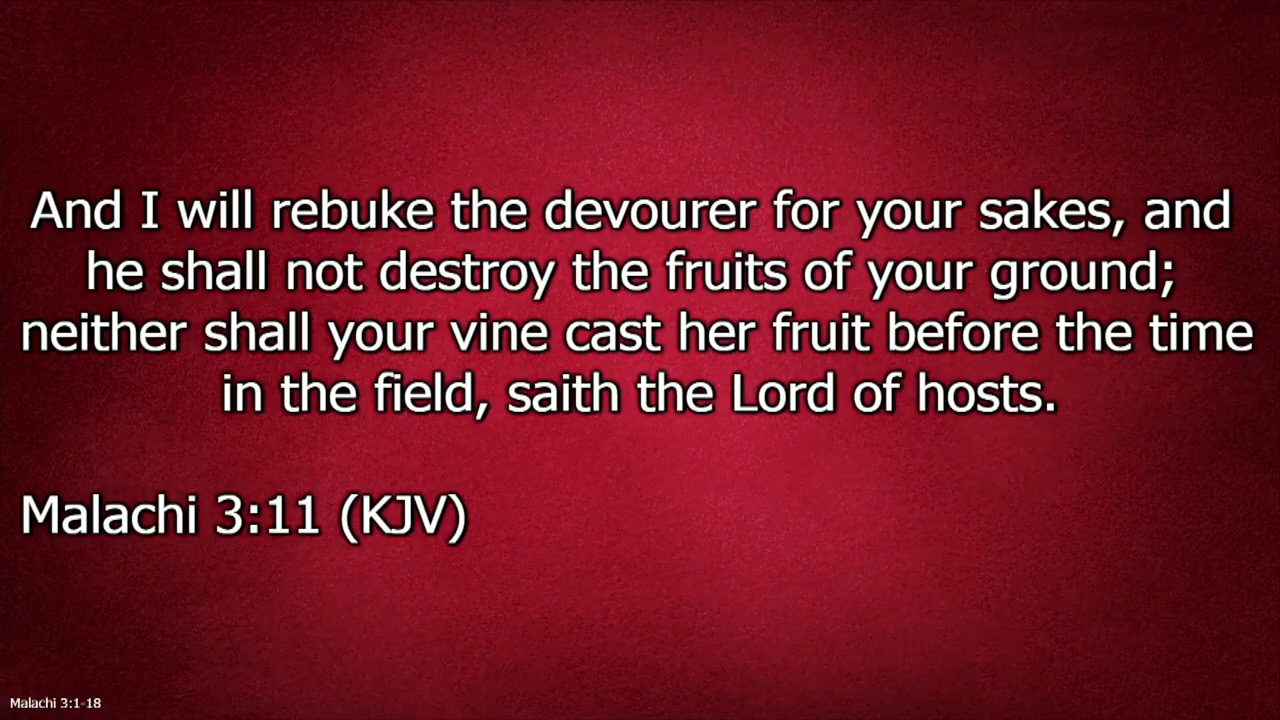 And I will rebuke the devourer for your sakes, and
he shall not destroy the fruits of your ground;
neither shall your vine cast her fruit before the time
in the field, saith the Lord of hosts.
Malachi 3:11 (KJV)
Malachi 3:1-18